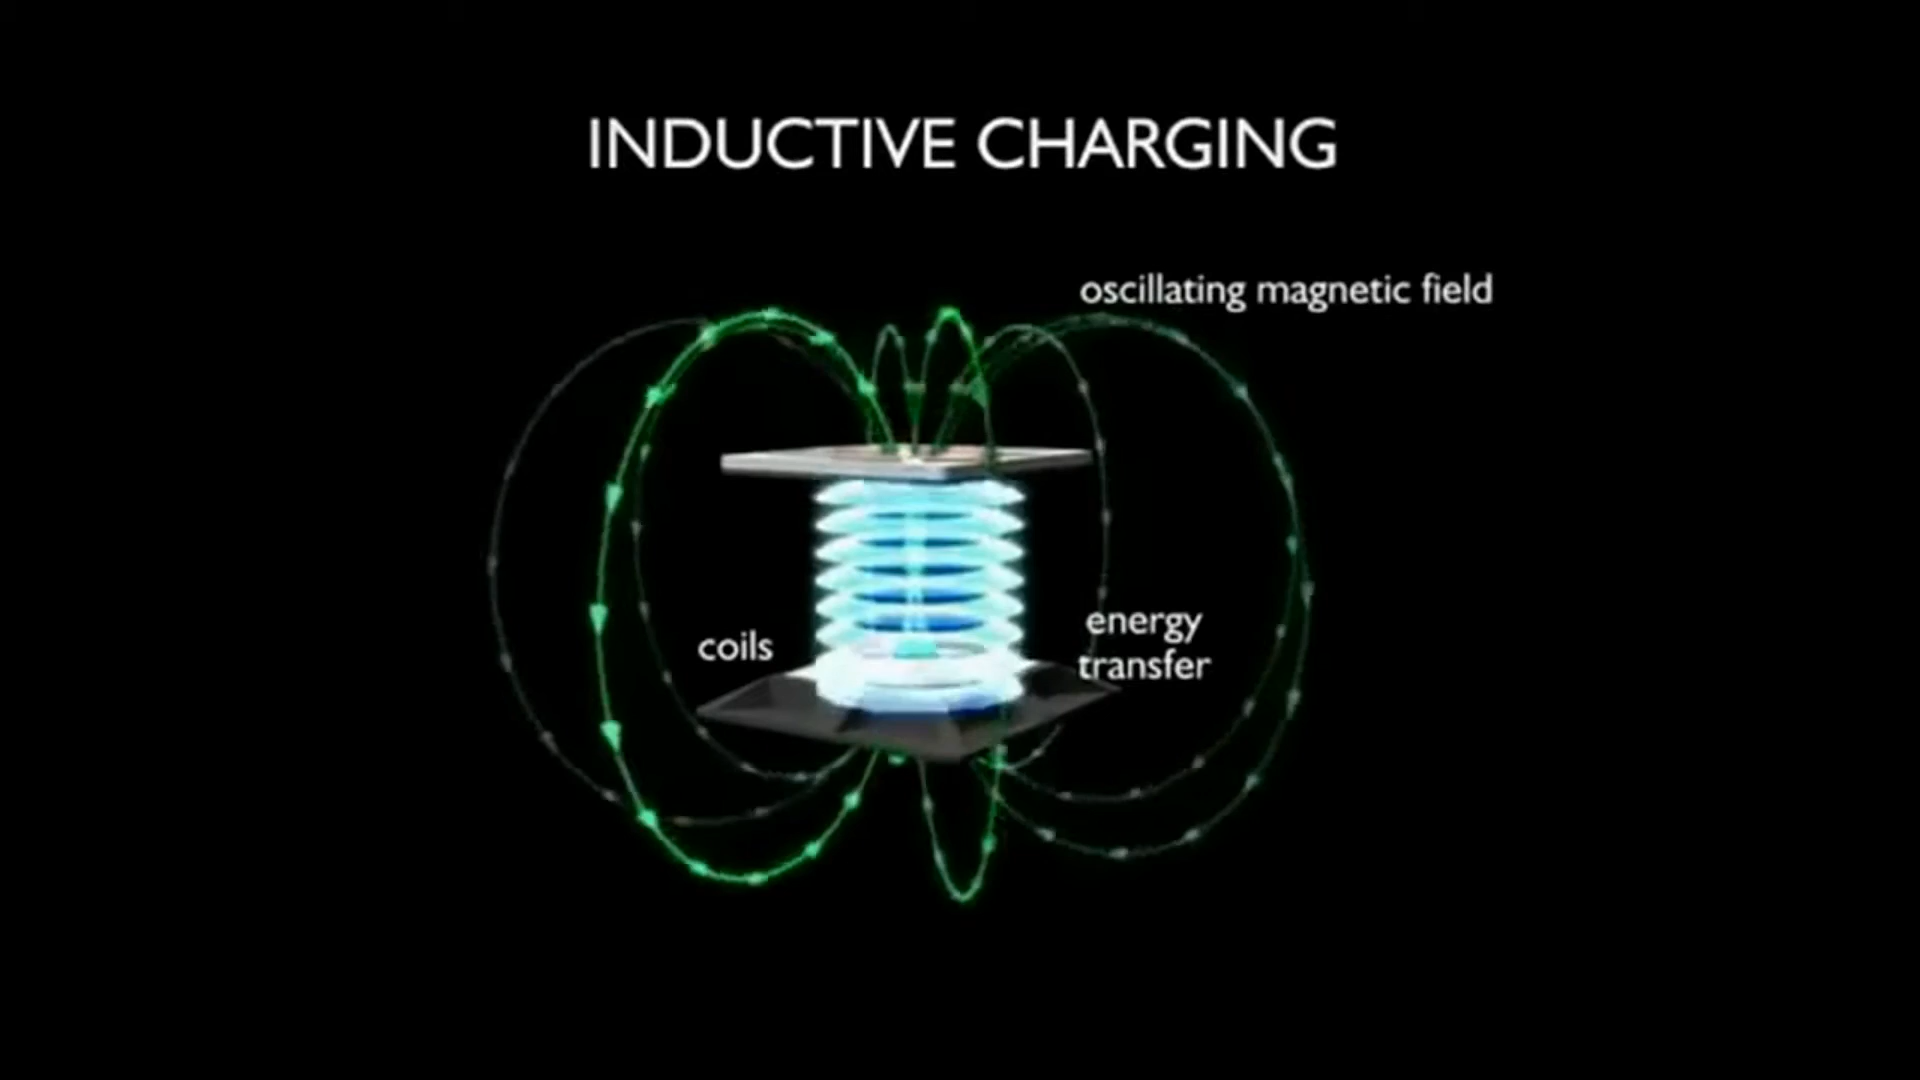 INDUCTIVE CHARGING
oscillating magnetic field
coils
energy
transfer